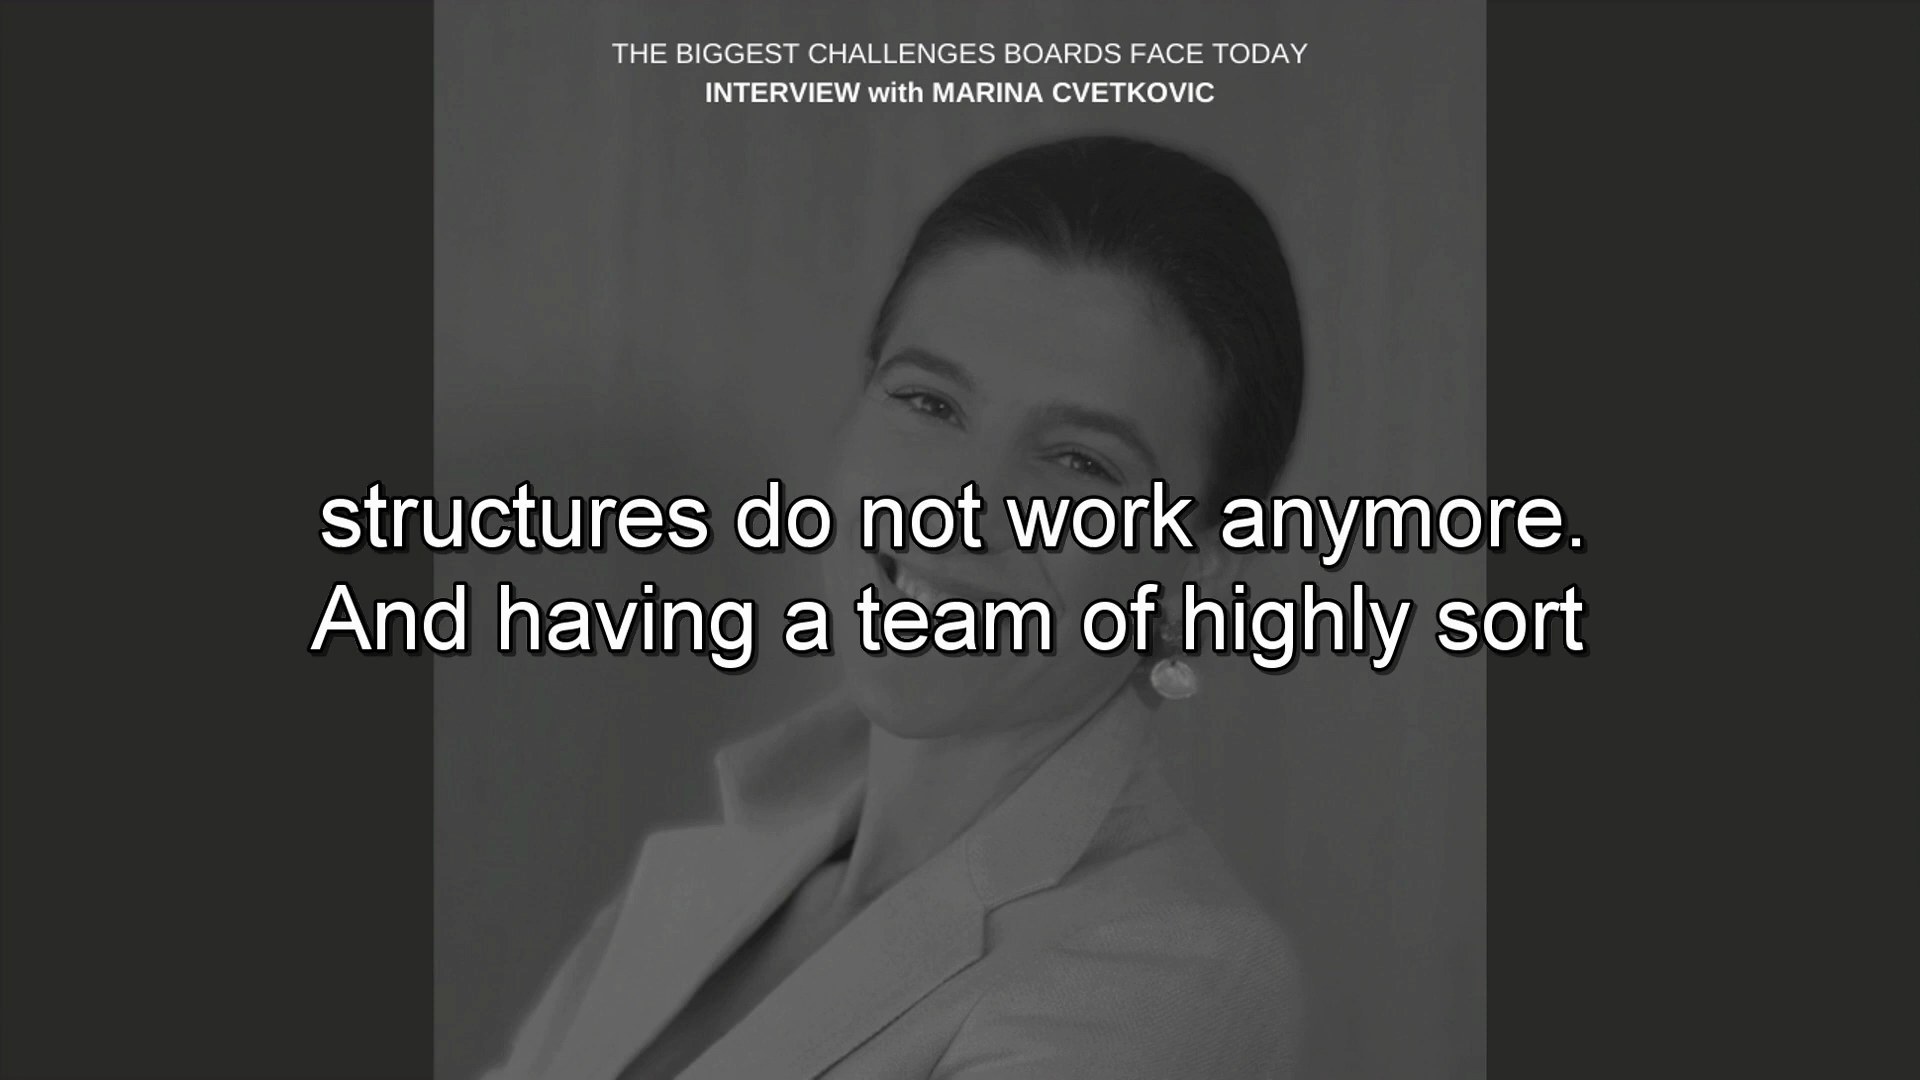 THE BIGGEST CHALLENGES BOARDS FACE TODAY
INTERVIEW with MARINA CVETKOVIC
structures do not work anymore.
And having a team of highly sort